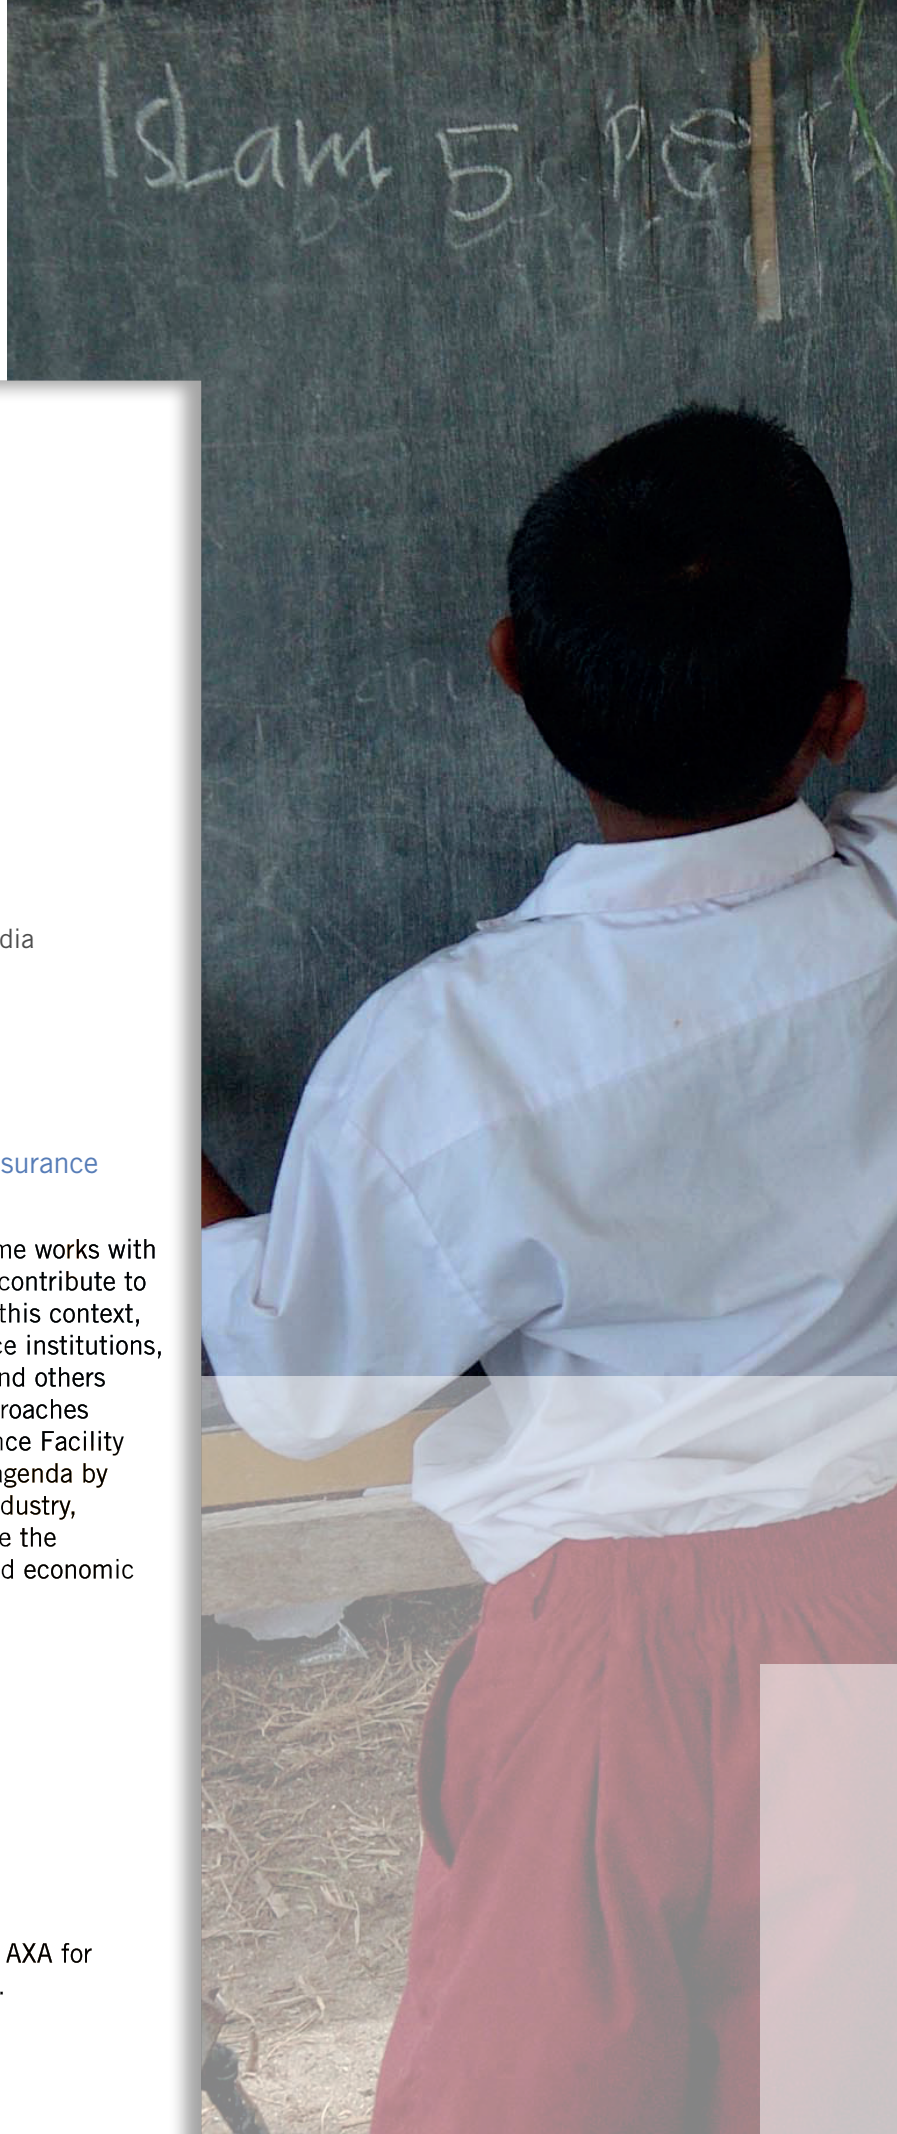 Islam 5
dia
surance
me works with
contribute to
this context,
ce institutions,
nd others
roaches
nce Facility
agenda by
dustry,
e the
d economic
AXA for
.